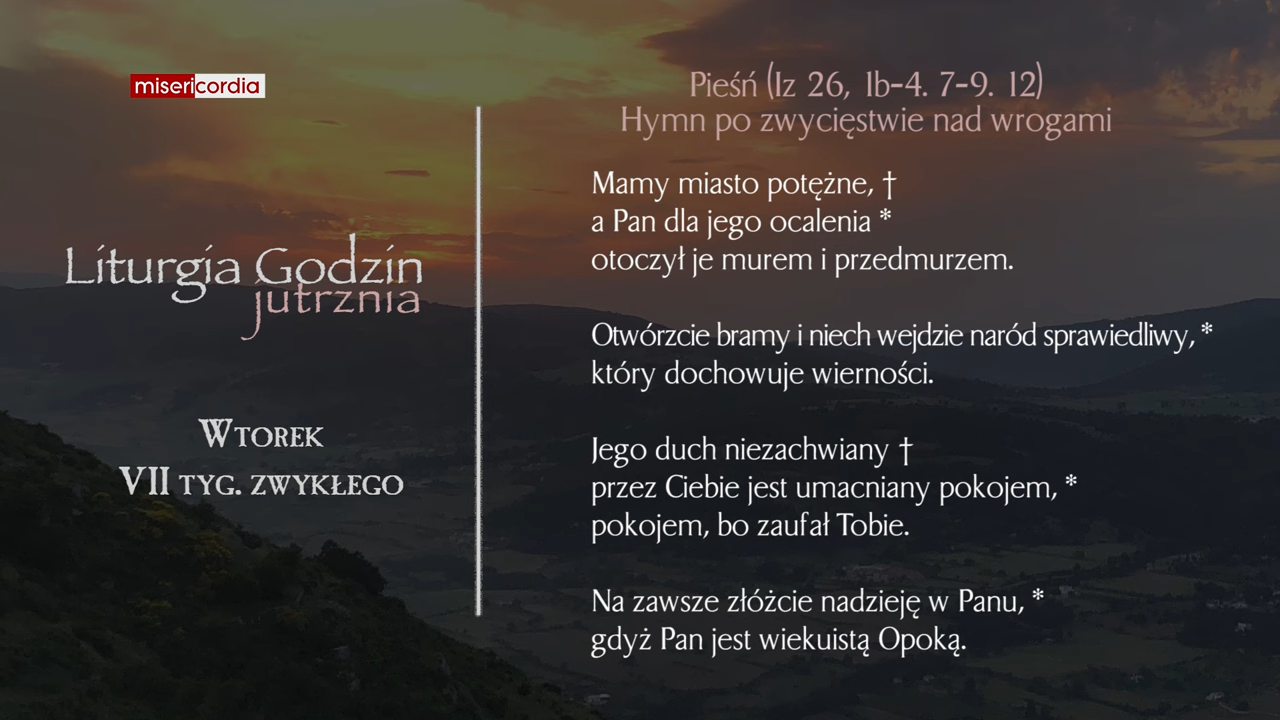 misericordia
Liturgia Godzin
jutrznia
Wtorek
VII tyg. zwykłego
Pieśń (Iz 26, 1b-4. 7-9. 12)
Hymn po zwycięstwie nad wrogami
Mamy miasto potężne, †
a Pan dla jego ocalenia *
otoczył je murem i przedmurzem.
Otwórzcie bramy i niech wejdzie naród sprawiedliwy, *
który dochowuje wierności.
Jego duch niezachwiany †
przez Ciebie jest umacniany pokojem, *
pokojem, bo zaufał Tobie.
Na zawsze złóżcie nadzieję w Panu, *
gdyż Pan jest wiekuistą Opoką.